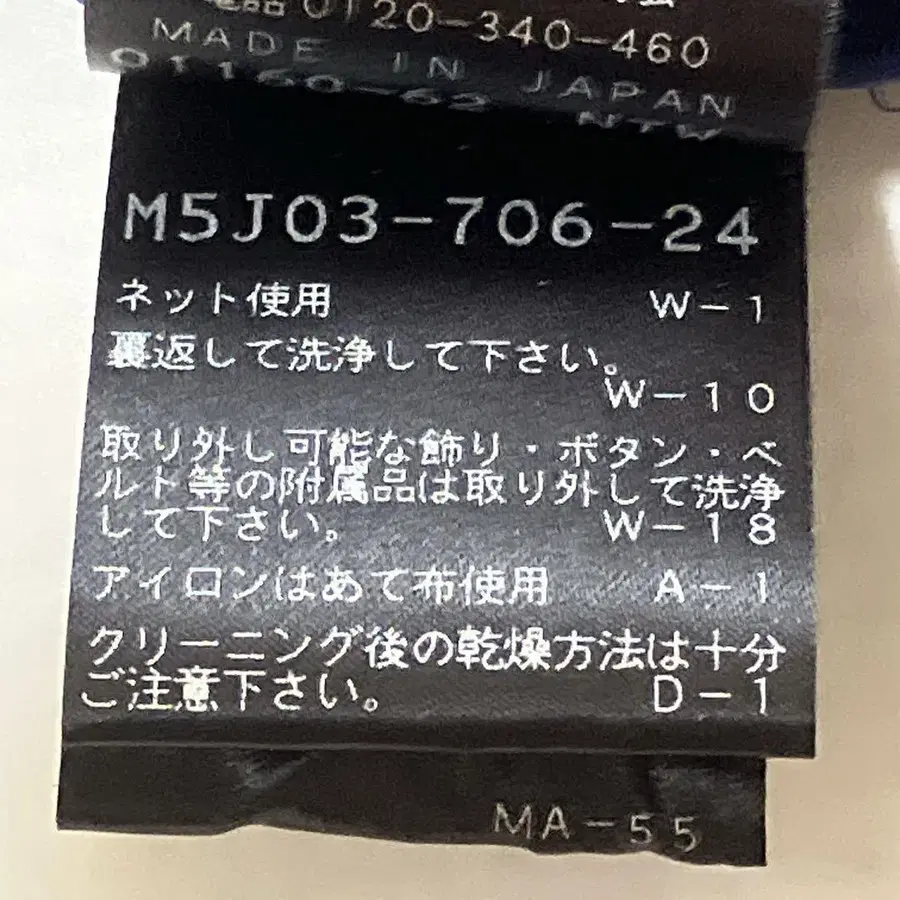 0120-340-460
MADE IN JAPAN
M5J03-706-24
ネット使用 W-1
裏返して洗浄して下さい。
W-10
取り外し可能な飾り・ボタン・ベ
ルト等の附属品は取り外して洗浄
して下さい。 W-18
アイロンはあて布使用 A-1
クリーニング後の乾燥方法は十分
ご注意下さい。 D-1
MA-55